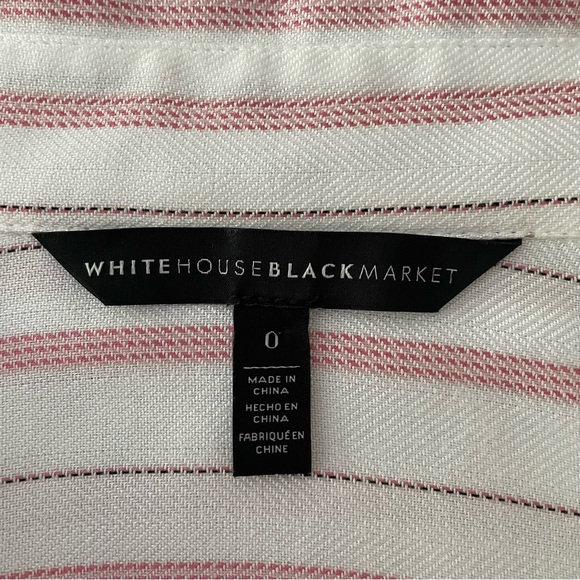 WHITEHOUSEBLACKMARKET
0
MADE IN
CHINA
HECHO EN
CHINA
FABRIQUÉ EN
CHINE